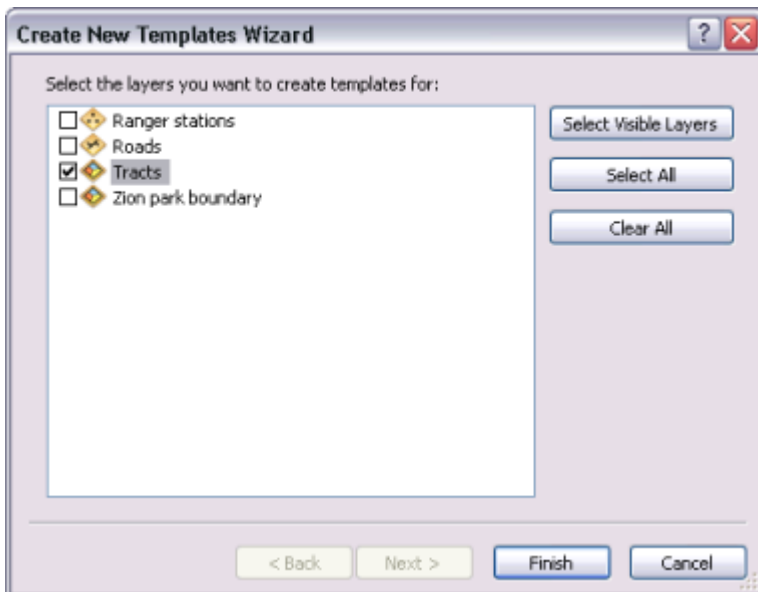 Create New Templates Wizard
?
Select the layers you want to create templates for:
Ranger stations
Roads
Tracts
Zion park boundary
Select Visible Layers
Select All
Clear All
< Back
Next >
Finish
Cancel